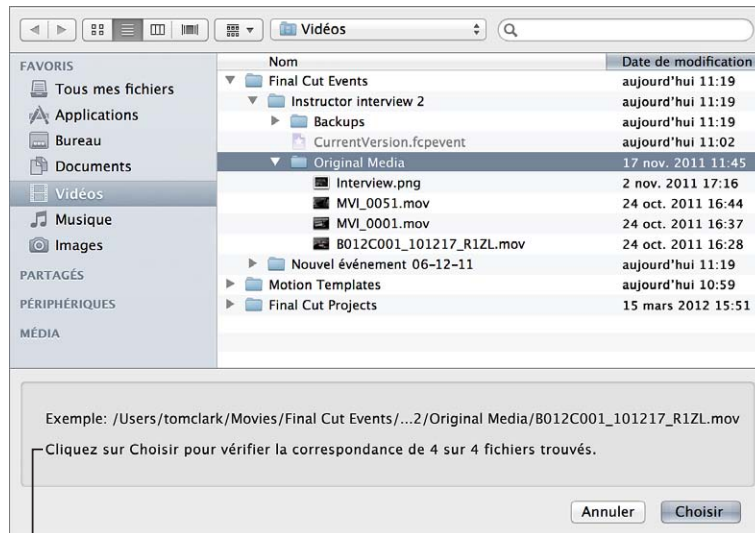 Vidéos
Nom Date de modification
FAVORIS
Tous mes fichiers
Applications
Bureau
Documents
Vidéos
Musique
Images
PARTAGÉS
PÉRIPHÉRIQUES
MÉDIA
Final Cut Events aujourd'hui 11:19
Instructor interview 2 aujourd'hui 11:19
Backups aujourd'hui 11:19
CurrentVersion.fcpevent aujourd'hui 11:02
Original Media 17 nov. 2011 11:45
Interview.png 2 nov. 2011 17:16
MVI_0051.mov 24 oct. 2011 16:44
MVI_0001.mov 24 oct. 2011 16:37
B012C001_101217_R1ZL.mov 24 oct. 2011 16:28
Nouvel événement 06-12-11 aujourd'hui 11:19
Motion Templates aujourd'hui 10:59
Final Cut Projects 15 mars 2012 15:51
Exemple: /Users/tomclark/Movies/Final Cut Events/...2/Original Media/B012C001_101217_R1ZL.mov
Cliquez sur Choisir pour vérifier la correspondance de 4 sur 4 fichiers trouvés.
Annuler Choisir